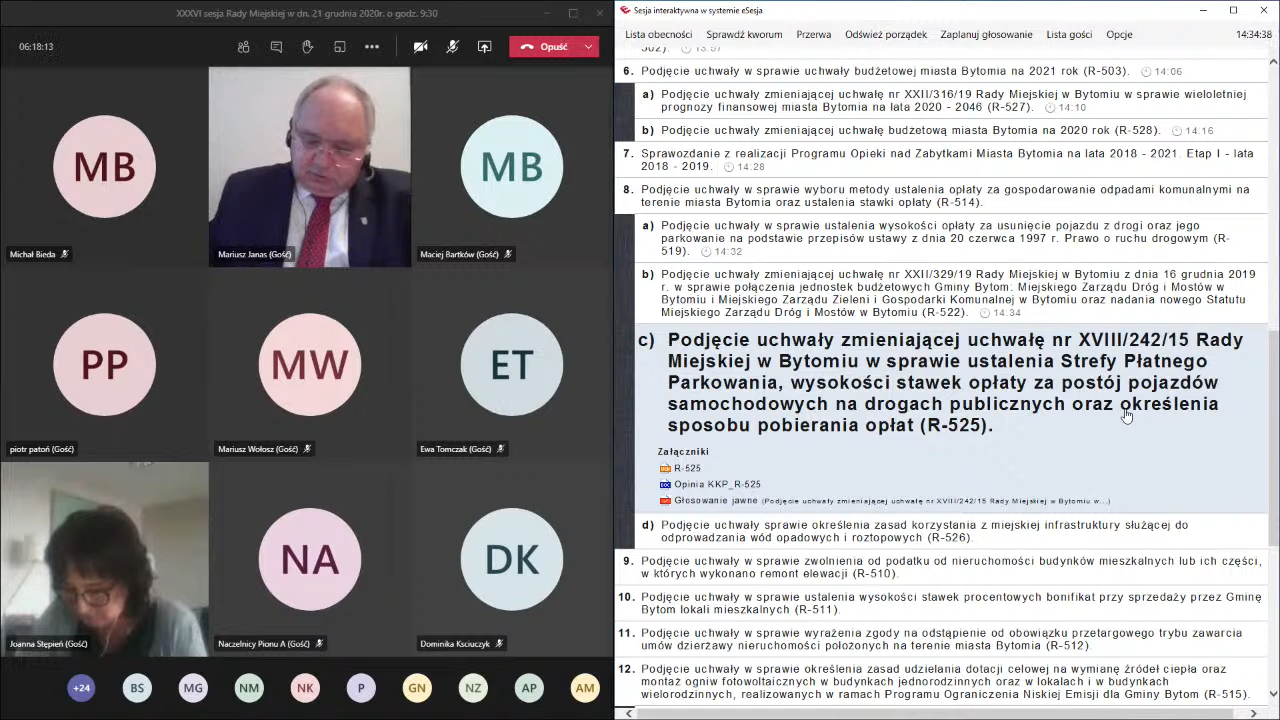 XXXVI sesja Rady Miejskiej w dn. 21 grudnia 2020r. o godz. 9:30
06:18:13
Opuść
MB
Michał Bieda
Mariusz Janas (Gość)
MB
Maciej Bartków (Gość)
PP
piotr patoń (Gość)
MW
Mariusz Wołosz (Gość)
ET
Ewa Tomczak (Gość)
Joanna Stępień (Gość)
NA
Naczelnicy Pionu A (Gość)
DK
Dominika Ksciuczyk
+24
BS
MG
NM
NK
P
GN
NZ
AP
AM
Sesja interaktywna w systemie eSesja
Lista obecności Sprawdź kworum Przerwa Odśwież porządek Zaplanuj głosowanie Lista gości Opcje 14:34:38
502). 13:57
6. Podjęcie uchwały w sprawie uchwały budżetowej miasta Bytomia na 2021 rok (R-503). 14:06
a) Podjęcie uchwały zmieniającej uchwałę nr XXII/316/19 Rady Miejskiej w Bytomiu w sprawie wieloletniej
prognozy finansowej miasta Bytomia na lata 2020 - 2046 (R-527). 14:10
b) Podjęcie uchwały zmieniającej uchwałę budżetową miasta Bytomia na 2020 rok (R-528). 14:16
7. Sprawozdanie z realizacji Programu Opieki nad Zabytkami Miasta Bytomia na lata 2018 - 2021. Etap I - lata
2018 - 2019. 14:28
8. Podjęcie uchwały w sprawie wyboru metody ustalenia opłaty za gospodarowanie odpadami komunalnymi na
terenie miasta Bytomia oraz ustalenia stawki opłaty (R-514).
a) Podjęcie uchwały w sprawie ustalenia wysokości opłaty za usunięcie pojazdu z drogi oraz jego
parkowanie na podstawie przepisów ustawy z dnia 20 czerwca 1997 r. Prawo o ruchu drogowym (R-
519). 14:32
b) Podjęcie uchwały zmieniającej uchwałę nr XXII/329/19 Rady Miejskiej w Bytomiu z dnia 16 grudnia 2019
r. w sprawie połączenia jednostek budżetowych Gminy Bytom: Miejskiego Zarządu Dróg i Mostów w
Bytomiu i Miejskiego Zarządu Zieleni i Gospodarki Komunalnej w Bytomiu oraz nadania nowego Statutu
Miejskiego Zarządu Dróg i Mostów w Bytomiu (R-522). 14:34
c) Podjęcie uchwały zmieniającej uchwałę nr XVIII/242/15 Rady
Miejskiej w Bytomiu w sprawie ustalenia Strefy Płatnego
Parkowania, wysokości stawek opłaty za postój pojazdów
samochodowych na drogach publicznych oraz określenia
sposobu pobierania opłat (R-525).
Załączniki
R-525
Opinia KKP_R-525
Głosowanie jawne (Podjęcie uchwały zmieniającej uchwałę nr XVIII/242/15 Rady Miejskiej w Bytomiu w...)
d) Podjęcie uchwały sprawie określenia zasad korzystania z miejskiej infrastruktury służącej do
odprowadzania wód opadowych i roztopowych (R-526).
9. Podjęcie uchwały w sprawie zwolnienia od podatku od nieruchomości budynków mieszkalnych lub ich części,
w których wykonano remont elewacji (R-510).
10. Podjęcie uchwały w sprawie ustalenia wysokości stawek procentowych bonifikat przy sprzedaży przez Gminę
Bytom lokali mieszkalnych (R-511).
11. Podjęcie uchwały w sprawie wyrażenia zgody na odstąpienie od obowiązku przetargowego trybu zawarcia
umów dzierżawy nieruchomości położonych na terenie miasta Bytomia (R-512).
12. Podjęcie uchwały w sprawie określenia zasad udzielania dotacji celowej na wymianę źródeł ciepła oraz
montaż ogniw fotowoltaicznych w budynkach jednorodzinnych oraz w lokalach i w budynkach
wielorodzinnych, realizowanych w ramach Programu Ograniczenia Niskiej Emisji dla Gminy Bytom (R-515).